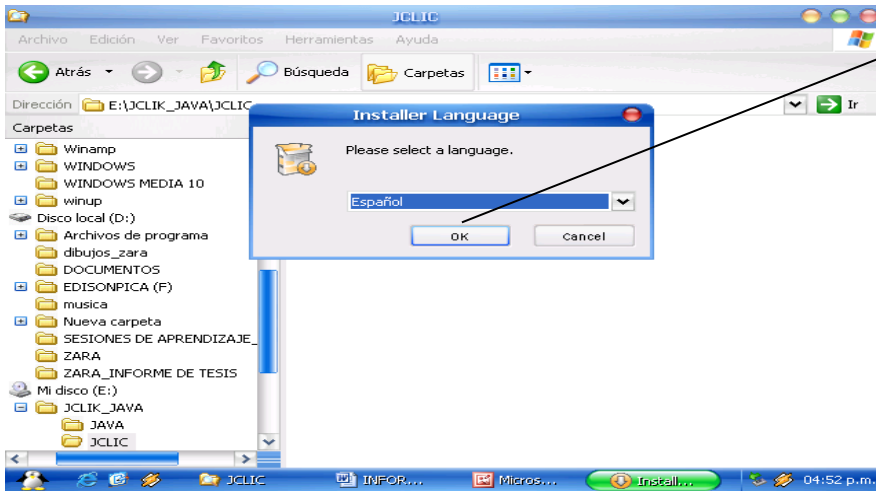 JCLIC
Archivo Edición Ver Favoritos Herramientas Ayuda
Atrás Búsqueda Carpetas
Dirección E:\JCLIK_JAVA\JCLIC Ir
Carpetas
Installer Language
Please select a language.
Español
OK Cancel
Winamp
WINDOWS
WINDOWS MEDIA 10
winup
Disco local (D:)
Archivos de programa
dibujos_zara
DOCUMENTOS
EDISONPICA (F)
musica
Nueva carpeta
SESIONES DE APRENDIZAJE_
ZARA
ZARA_INFORME DE TESIS
Mi disco (E:)
JCLIK_JAVA
JAVA
JCLIC
JCLIC INFOR... Micros... Install... 04:52 p.m.